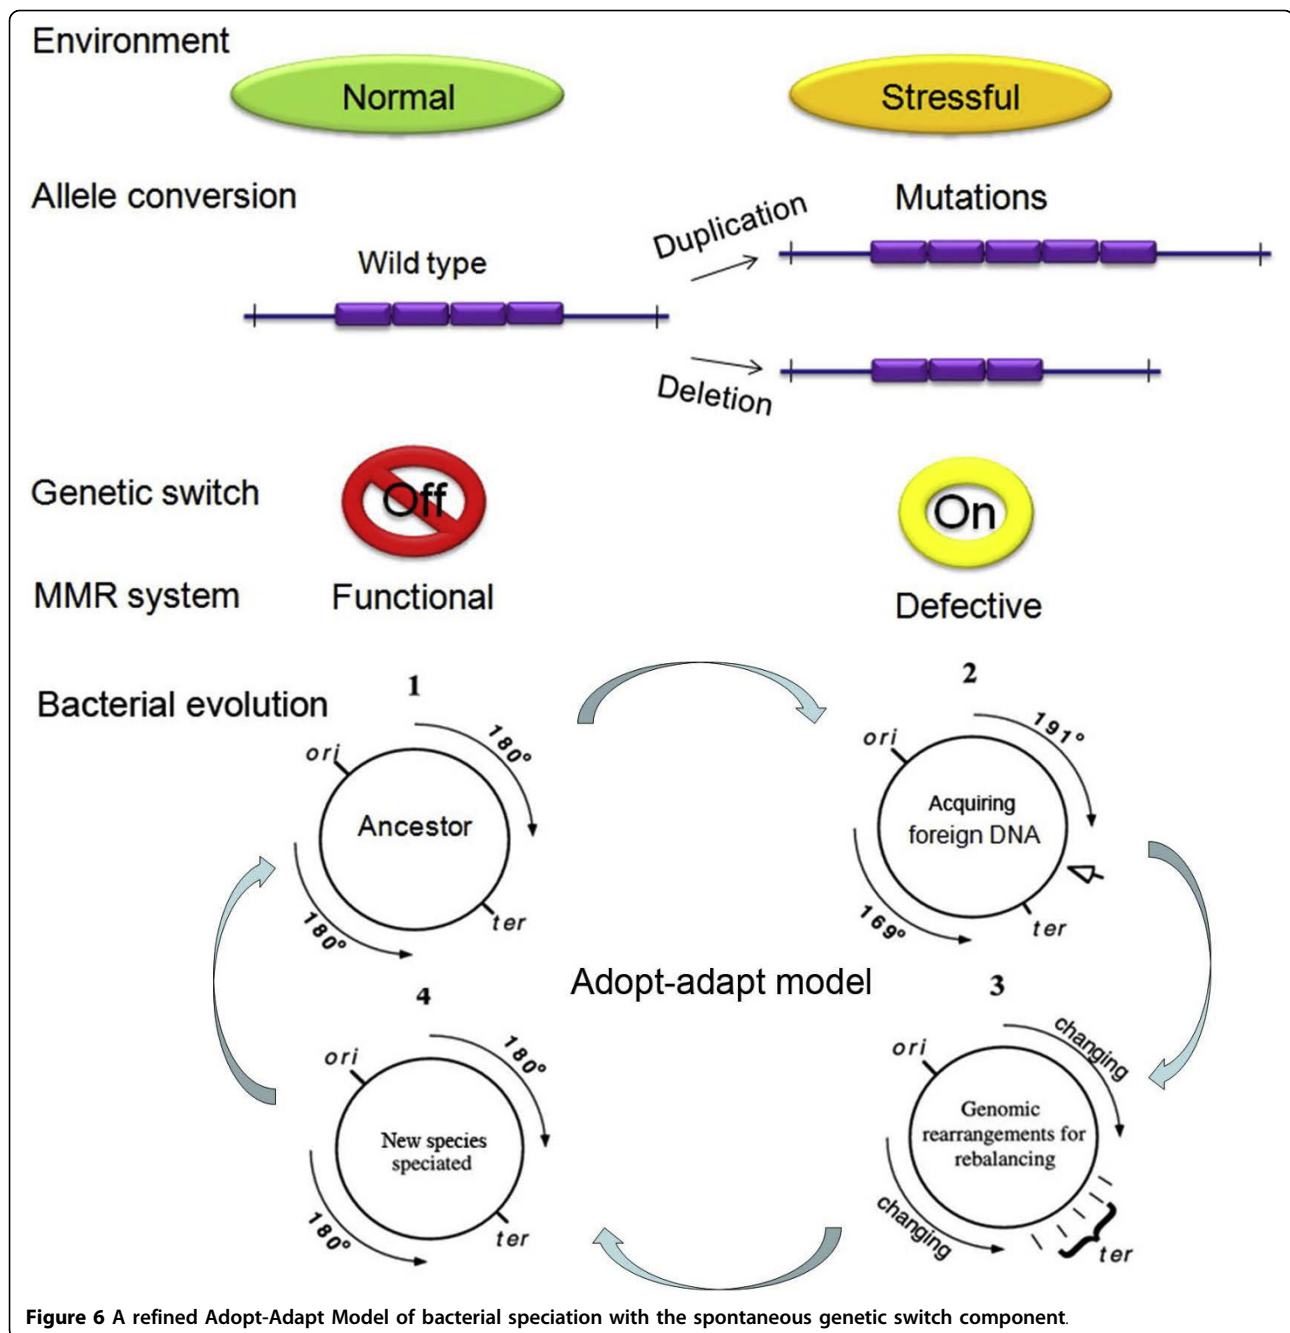 Environment
Normal
Stressful
Allele conversion
Mutations
Duplication
Wild type
Deletion
Genetic switch
Off
On
MMR system
Functional
Defective
Bacterial evolution
1
180°
ori
Ancestor
180°
ter
2
191°
ori
Acquiring
foreign DNA
169°
ter
Adopt-adapt model
4
180°
ori
New species
speciated
180°
ter
3
changing
ori
Genomic
rearrangements for
rebalancing
changing
ter
Figure 6 A refined Adopt-Adapt Model of bacterial speciation with the spontaneous genetic switch component.